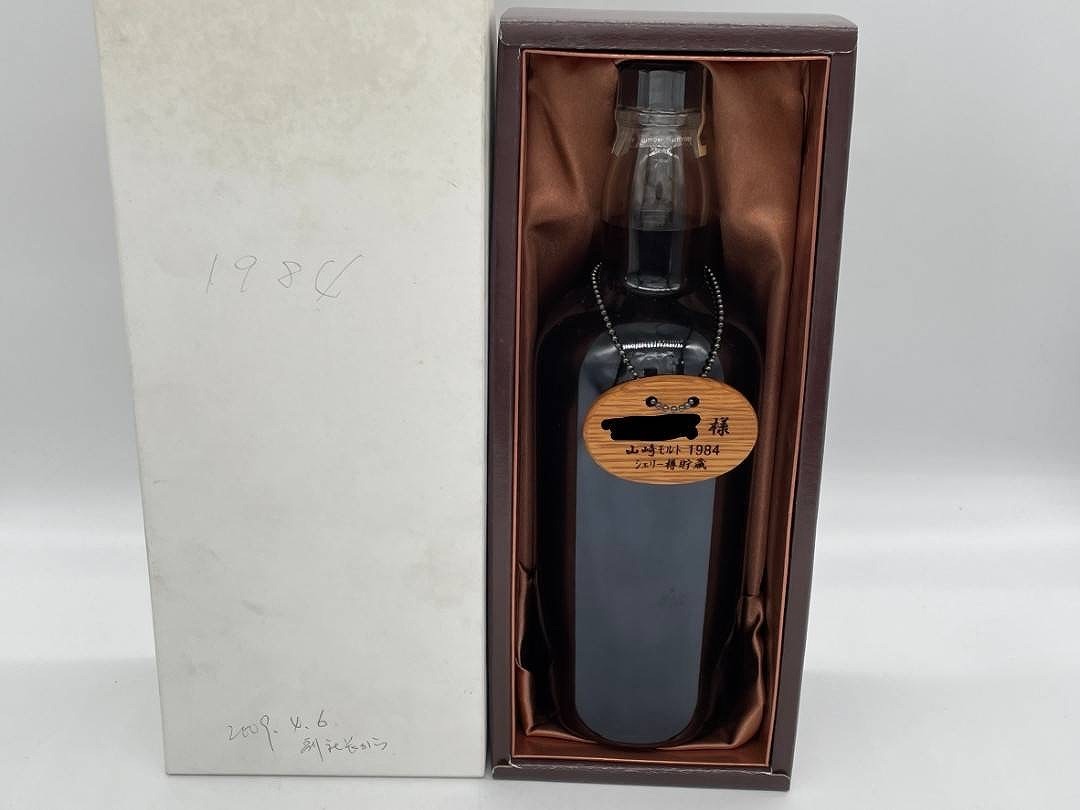 1984
2009.4.6
副社長から
様
山崎モルト 1984
シェリー樽貯蔵